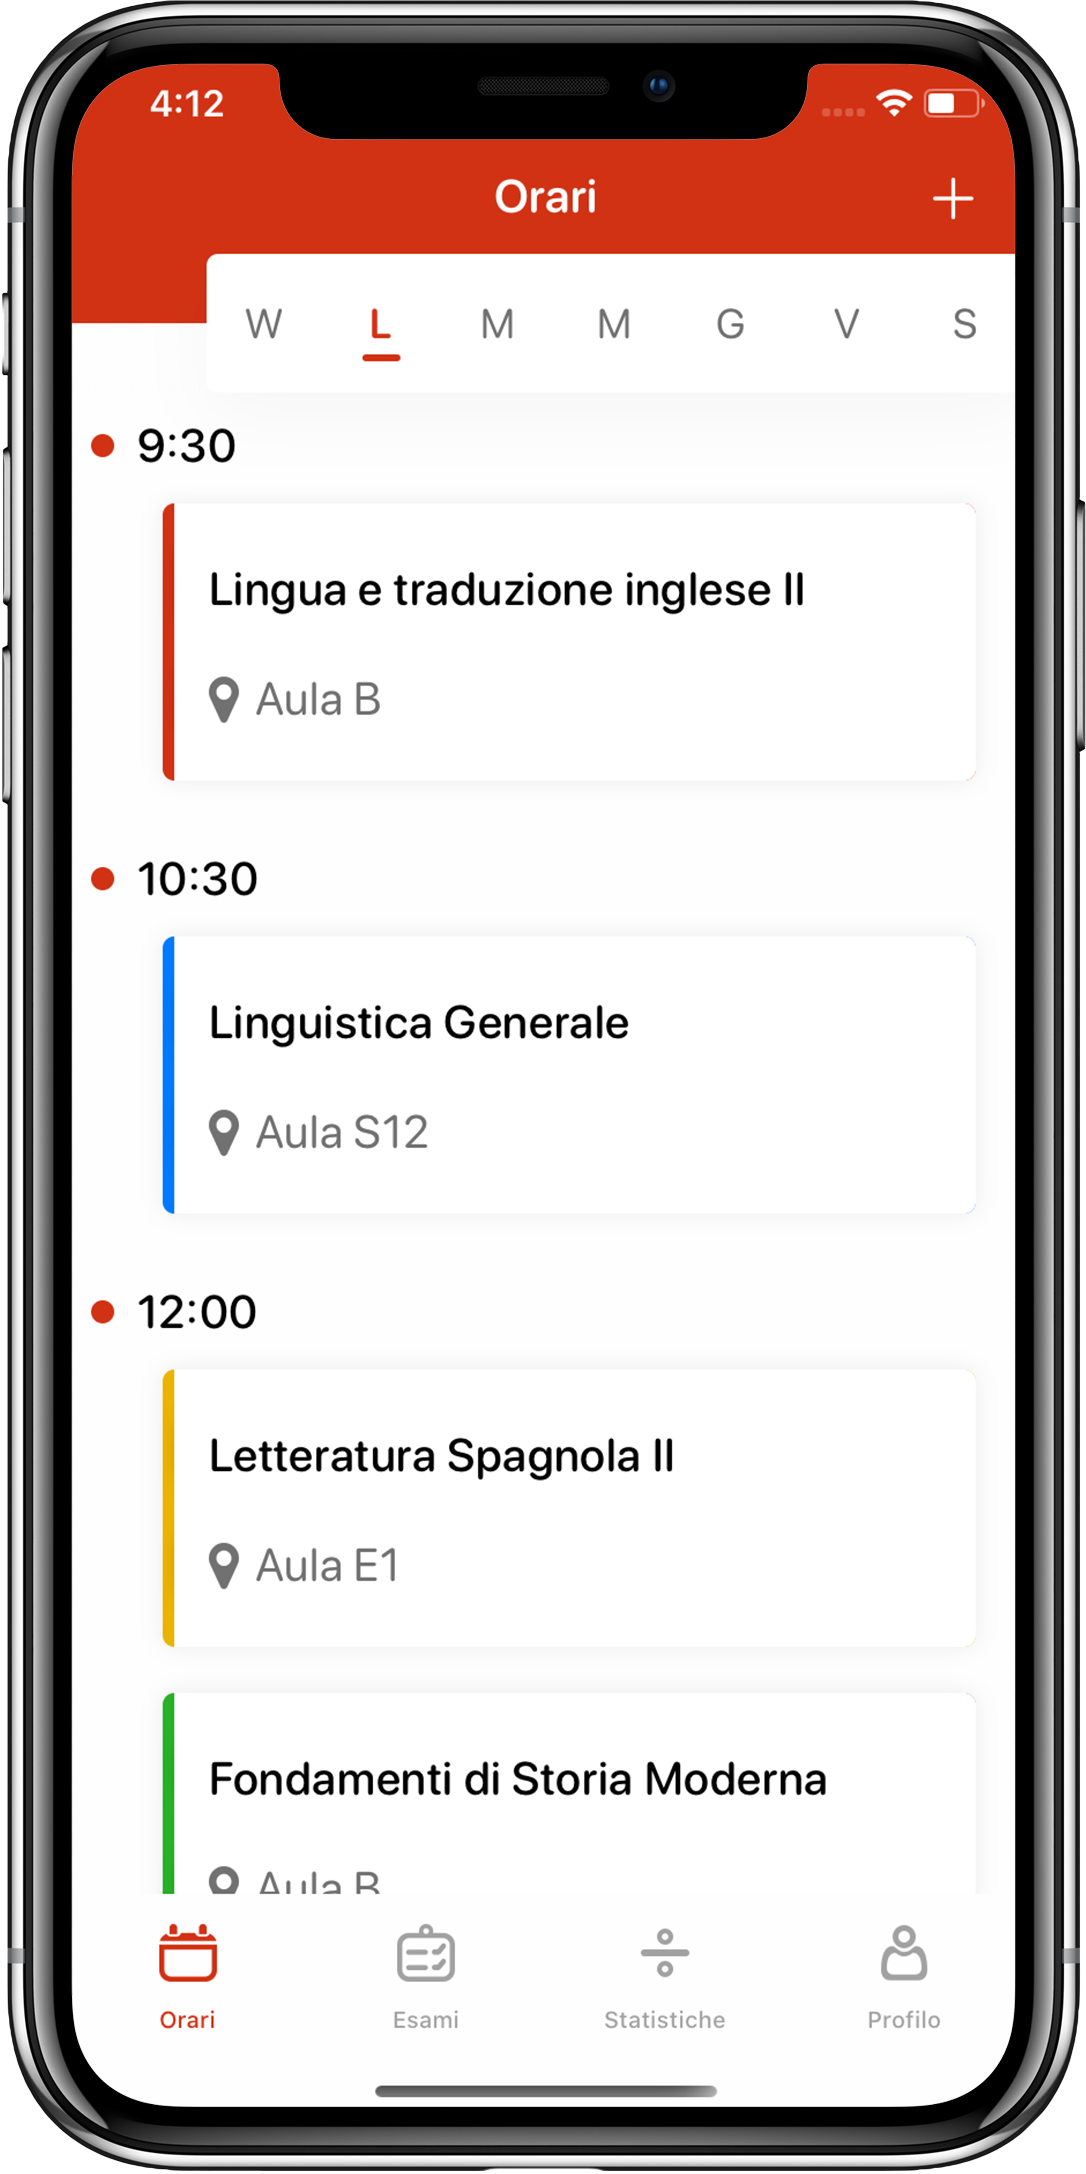 4:12
Orari
W L M M G V S
9:30
Lingua e traduzione inglese II
Aula B
10:30
Linguistica Generale
Aula S12
12:00
Letteratura Spagnola II
Aula E1
Fondamenti di Storia Moderna
Aula B
Orari Esami Statistiche Profilo